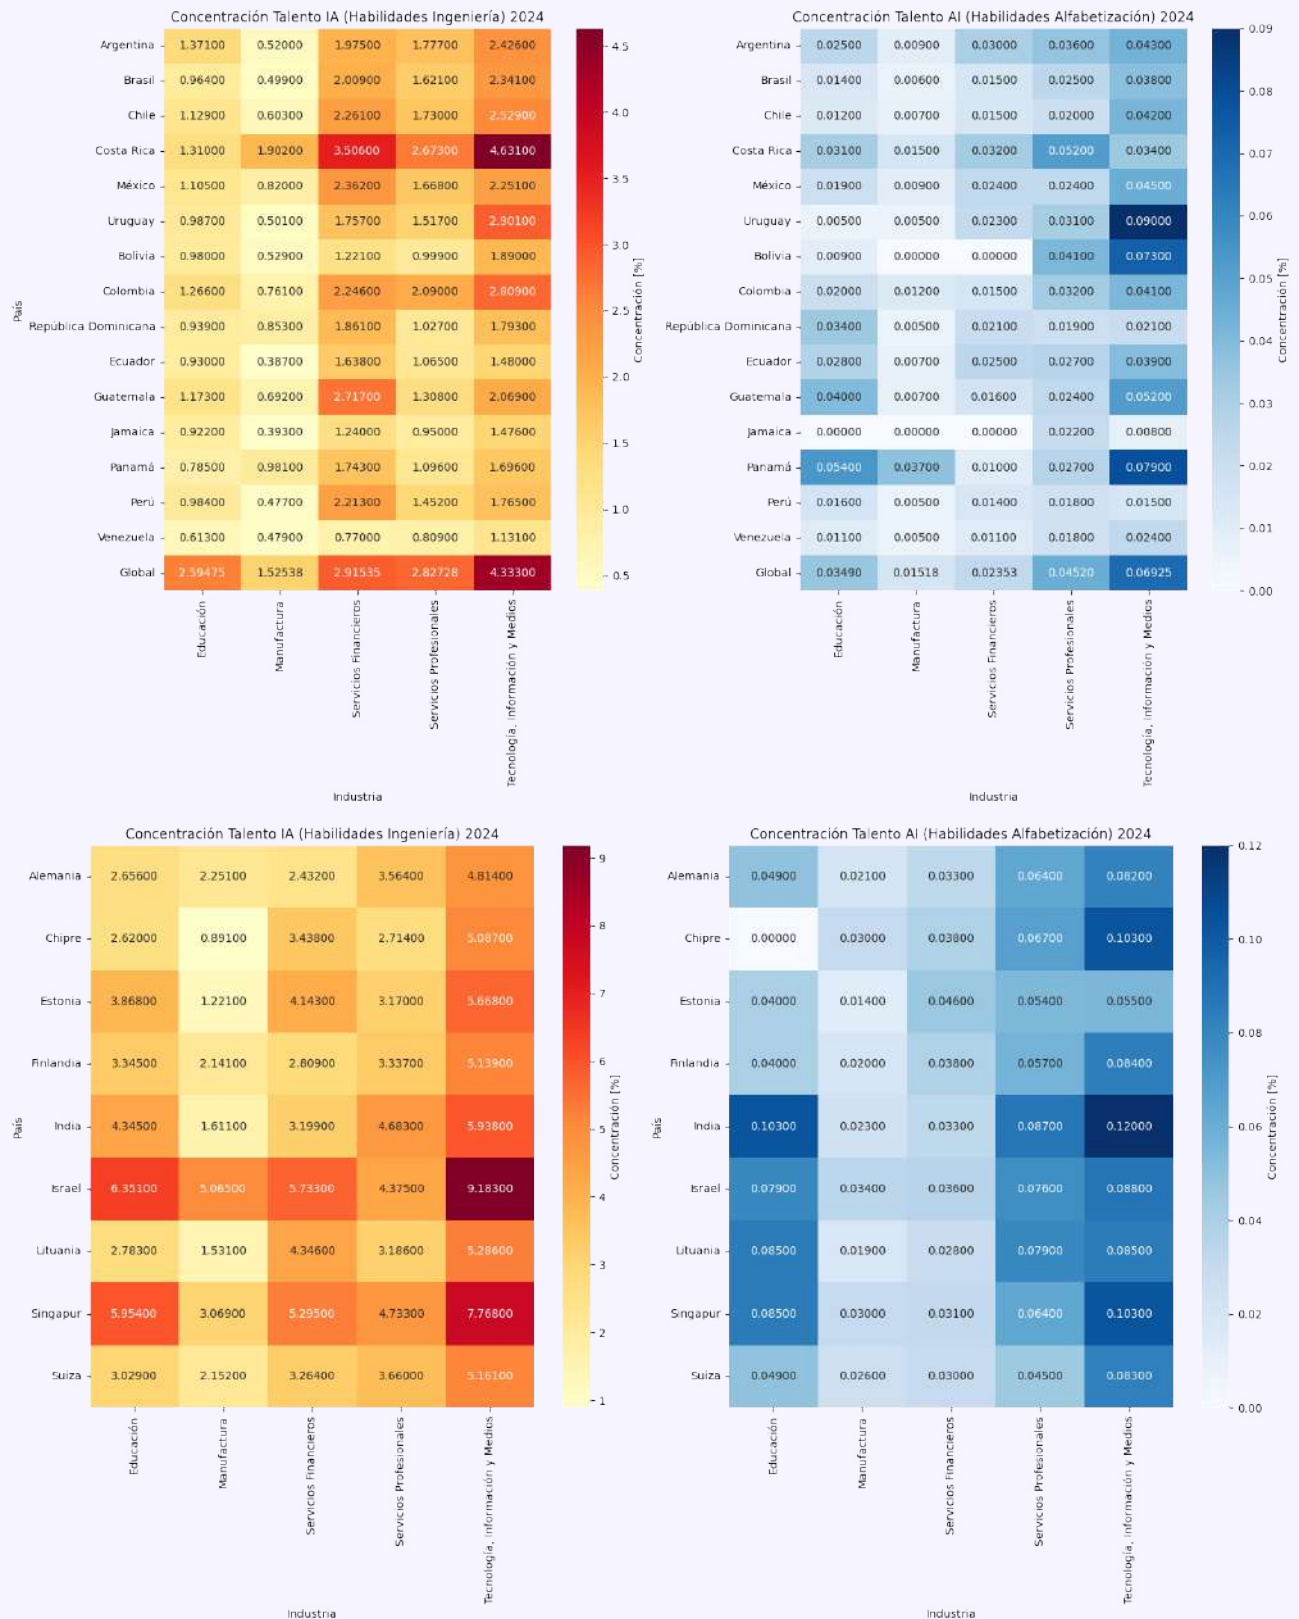 Concentración Talento IA (Habilidades Ingeniería) 2024
Argentina 1.37100 0.52000 1.97500 1.77700 2.42600
Brasil 0.96400 0.49900 2.00900 1.62100 2.34100
Chile 1.12900 0.60300 2.26100 1.73000 2.52900
Costa Rica 1.31000 1.90200 3.50600 2.67300 4.63100
México 1.10500 0.82000 2.36200 1.66800 2.25100
Uruguay 0.98700 0.50100 1.75700 1.51700 2.90100
Bolivia 0.98000 0.52900 1.22100 0.99900 1.89000
Colombia 1.26600 0.76100 2.24600 2.09000 2.80900
República Dominicana 0.93900 0.85300 1.86100 1.02700 1.79300
Ecuador 0.93000 0.38700 1.63800 1.06500 1.48000
Guatemala 1.17300 0.69200 2.71700 1.30800 2.06900
Jamaica 0.92200 0.39300 1.24000 0.95000 1.47600
Panamá 0.78500 0.98100 1.74300 1.09600 1.69600
Perú 0.98400 0.47700 2.21300 1.45200 1.76500
Venezuela 0.61300 0.47900 0.77000 0.80900 1.13100
Global 2.59475 1.52538 2.91535 2.82728 4.33300
País
Educación
Manufactura
Servicios Financieros
Servicios Profesionales
Tecnología, Información y Medios
Industria
4.5
4.0
3.5
3.0
2.5
2.0
1.5
1.0
0.5
Concentración [%]
Concentración Talento AI (Habilidades Alfabetización) 2024
Argentina 0.02500 0.00900 0.03000 0.03600 0.04300
Brasil 0.01400 0.00600 0.01500 0.02500 0.03800
Chile 0.01200 0.00700 0.01500 0.02000 0.04200
Costa Rica 0.03100 0.01500 0.03200 0.05200 0.03400
México 0.01900 0.00900 0.02400 0.02400 0.04500
Uruguay 0.00500 0.00500 0.02300 0.03100 0.09000
Bolivia 0.00900 0.00000 0.00000 0.04100 0.07300
Colombia 0.02000 0.01200 0.01500 0.03200 0.04100
República Dominicana 0.03400 0.00500 0.02100 0.01900 0.02100
Ecuador 0.02800 0.00700 0.02500 0.02700 0.03900
Guatemala 0.04000 0.00700 0.01600 0.02400 0.05200
Jamaica 0.00000 0.00000 0.00000 0.02200 0.00800
Panamá 0.05400 0.03700 0.01000 0.02700 0.07900
Perú 0.01600 0.00500 0.01400 0.01800 0.01500
Venezuela 0.01100 0.00500 0.01100 0.01800 0.02400
Global 0.03490 0.01518 0.02353 0.04520 0.06925
Educación
Manufactura
Servicios Financieros
Servicios Profesionales
Tecnología, Información y Medios
Industria
0.09
0.08
0.07
0.06
0.05
0.04
0.03
0.02
0.01
0.00
Concentración [%]
Concentración Talento IA (Habilidades Ingeniería) 2024
Alemania 2.65600 2.25100 2.43200 3.56400 4.81400
Chipre 2.62000 0.89100 3.43800 2.71400 5.08700
Estonia 3.86800 1.22100 4.14300 3.17000 5.66800
Finlandia 3.34500 2.14100 2.80900 3.33700 5.13900
India 4.34500 1.61100 3.19900 4.68300 5.93800
Israel 6.35100 5.06500 5.73300 4.37500 9.18300
Lituania 2.78300 1.53100 4.34600 3.18600 5.28600
Singapur 5.95400 3.06900 5.29500 4.73300 7.76800
Suiza 3.02900 2.15200 3.26400 3.66000 5.16100
País
Educación
Manufactura
Servicios Financieros
Servicios Profesionales
Tecnología, Información y Medios
Industria
9
8
7
6
5
4
3
2
1
Concentración [%]
Concentración Talento AI (Habilidades Alfabetización) 2024
Alemania 0.04900 0.02100 0.03300 0.06400 0.08200
Chipre 0.00000 0.03000 0.03800 0.06700 0.10300
Estonia 0.04000 0.01400 0.04600 0.05400 0.05500
Finlandia 0.04000 0.02000 0.03800 0.05700 0.08400
India 0.10300 0.02300 0.03300 0.08700 0.12000
Israel 0.07900 0.03400 0.03600 0.07600 0.08800
Lituania 0.08500 0.01900 0.02800 0.07900 0.08500
Singapur 0.08500 0.03000 0.03100 0.06400 0.10300
Suiza 0.04900 0.02600 0.03000 0.04500 0.08300
País
Educación
Manufactura
Servicios Financieros
Servicios Profesionales
Tecnología, Información y Medios
Industria
0.12
0.10
0.08
0.06
0.04
0.02
0.00
Concentración [%]